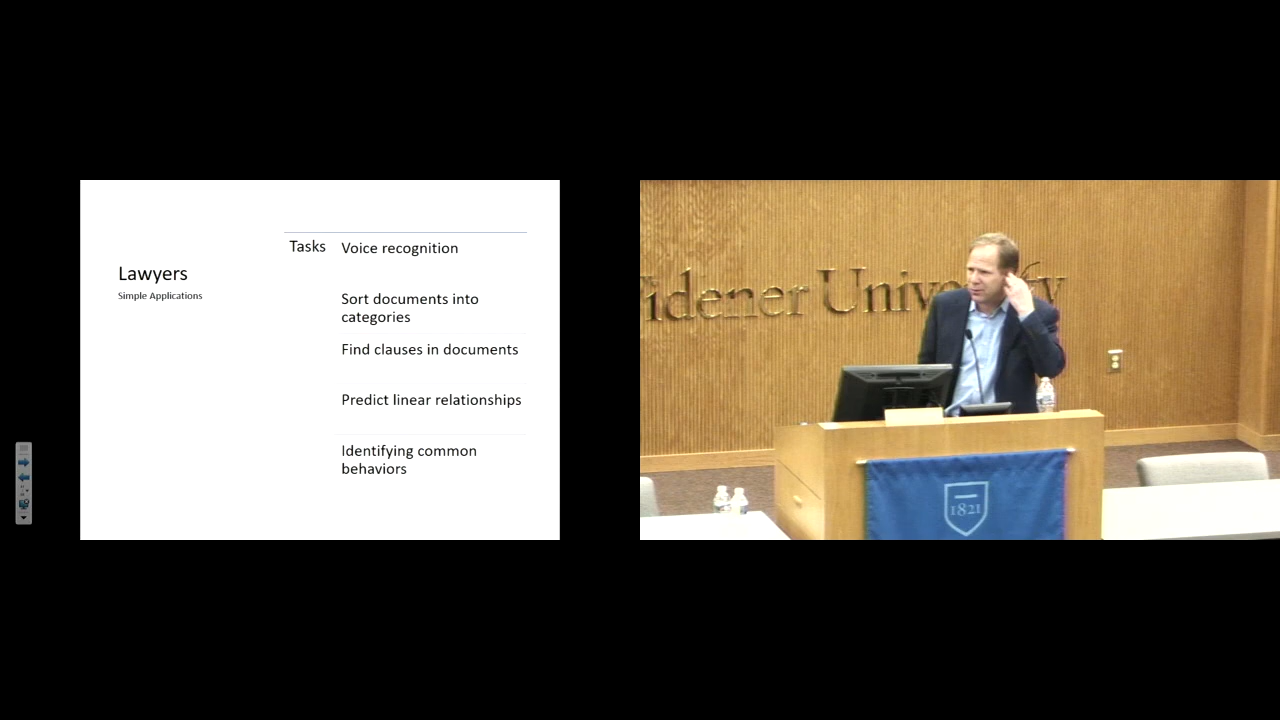 Lawyers
Simple Applications
Tasks
Voice recognition
Sort documents into
categories
Find clauses in documents
Predict linear relationships
Identifying common
behaviors
idener University
1821